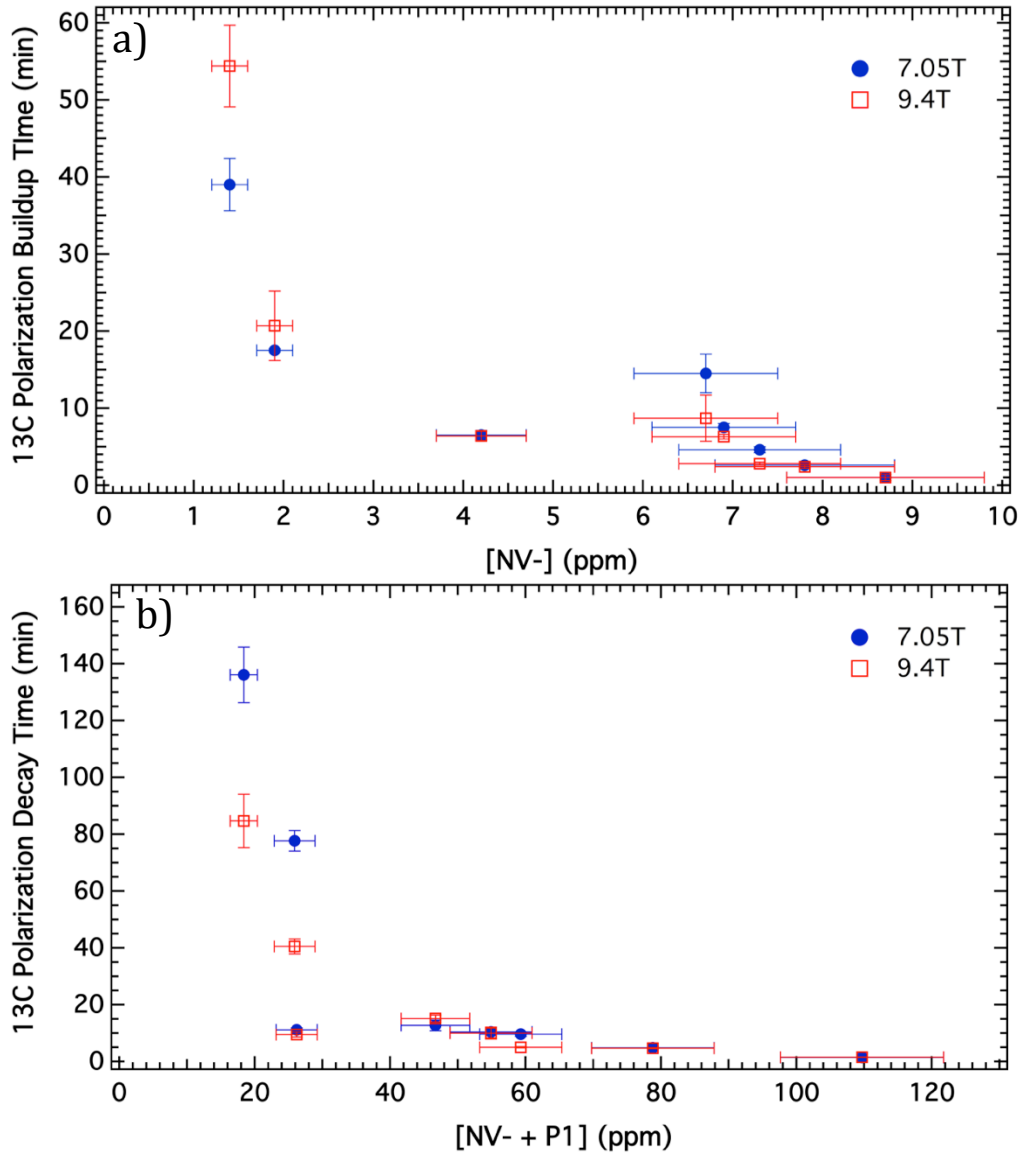 a)
13C Polarization Buildup TIme (min)
60
50
40
30
20
10
0
7.05T
9.4T
0 1 2 3 4 5 6 7 8 9 10
[NV-] (ppm)
b)
13C Polarization Decay Time (min)
160
140
120
100
80
60
40
20
0
7.05T
9.4T
0 20 40 60 80 100 120
[NV- + P1] (ppm)